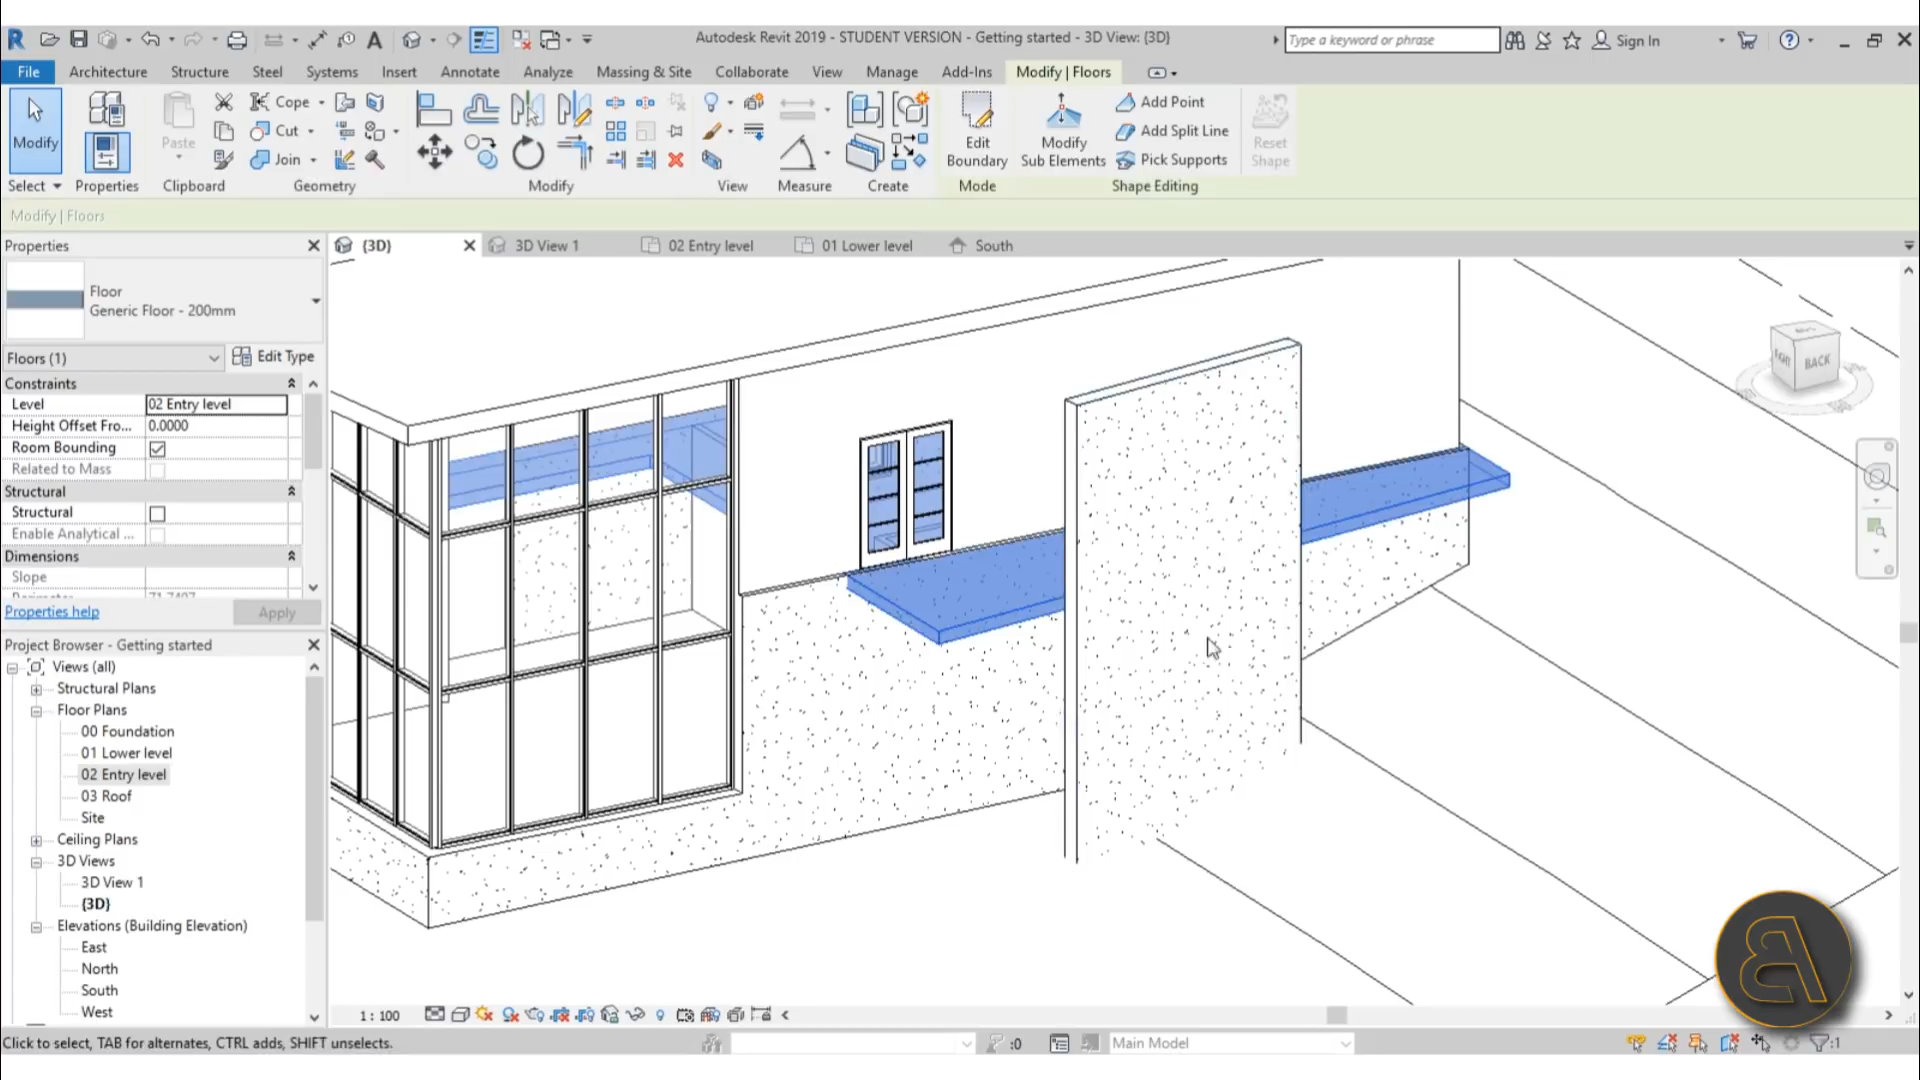 Autodesk Revit 2019 - STUDENT VERSION - Getting started - 3D View: {3D}
Type a keyword or phrase
Sign In
File Architecture Structure Steel Systems Insert Annotate Analyze Massing & Site Collaborate View Manage Add-Ins Modify | Floors
Modify
Paste
Cope
Cut
Join
Edit Boundary
Modify Sub Elements
Add Point
Add Split Line
Pick Supports
Reset Shape
Select Properties Clipboard Geometry Modify View Measure Create Mode Shape Editing
Modify | Floors
Properties
{3D} 3D View 1 02 Entry level 01 Lower level South
Floor
Generic Floor - 200mm
Floors (1) Edit Type
Constraints
Level 02 Entry level
Height Offset Fro... 0.0000
Room Bounding
Related to Mass
Structural
Structural
Enable Analytical ...
Dimensions
Slope
Properties help Apply
Project Browser - Getting started
Views (all)
Structural Plans
Floor Plans
00 Foundation
01 Lower level
02 Entry level
03 Roof
Site
Ceiling Plans
3D Views
3D View 1
{3D}
Elevations (Building Elevation)
East
North
South
West
BACK
1 : 100
Click to select, TAB for alternates, CTRL adds, SHIFT unselects.
:0
Main Model
:1